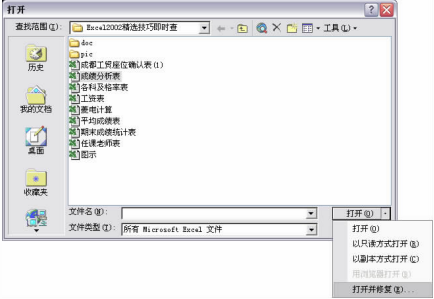 打开
查找范围(I): Excel2002精选技巧即时查 工具(L)
doc
pic
成都工贸座位确认表(1)
成绩分析表
各科及格率表
工资表
菱电计算
平均成绩表
期末成绩统计表
任课老师表
图示
历史
我的文档
桌面
收藏夹
文件名(N): 打开(O)
文件类型(T): 所有 Microsoft Excel 文件
打开(O)
以只读方式打开(R)
以副本方式打开(C)
用浏览器打开(B)
打开并修复(E)...